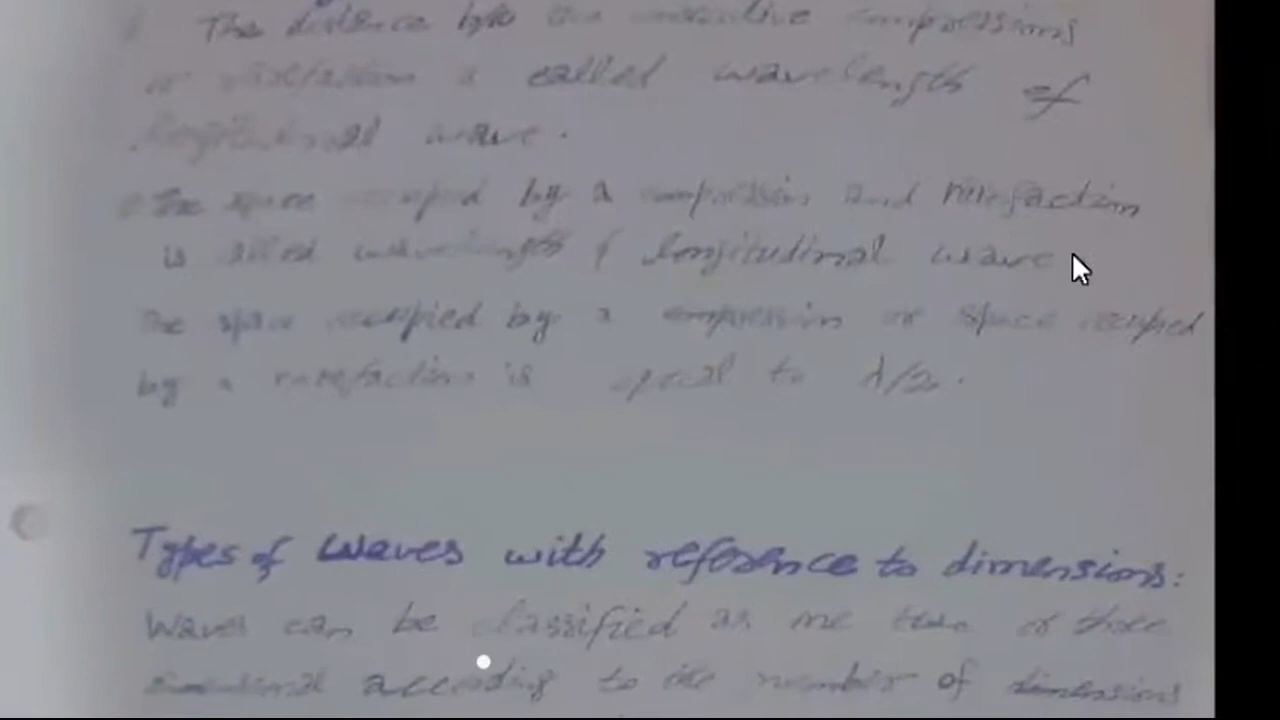 The distance b/w two consecutive compressions
or rarefactions is called wavelength of
longitudinal wave.
The space occupied by a compression and rarefaction
is called wavelength of longitudinal wave
The space occupied by a compression or space occupied
by a rarefaction is equal to λ/2.
Types of waves with reference to dimensions:
Waves can be classified as one two or three
dimensional according to the number of dimensions